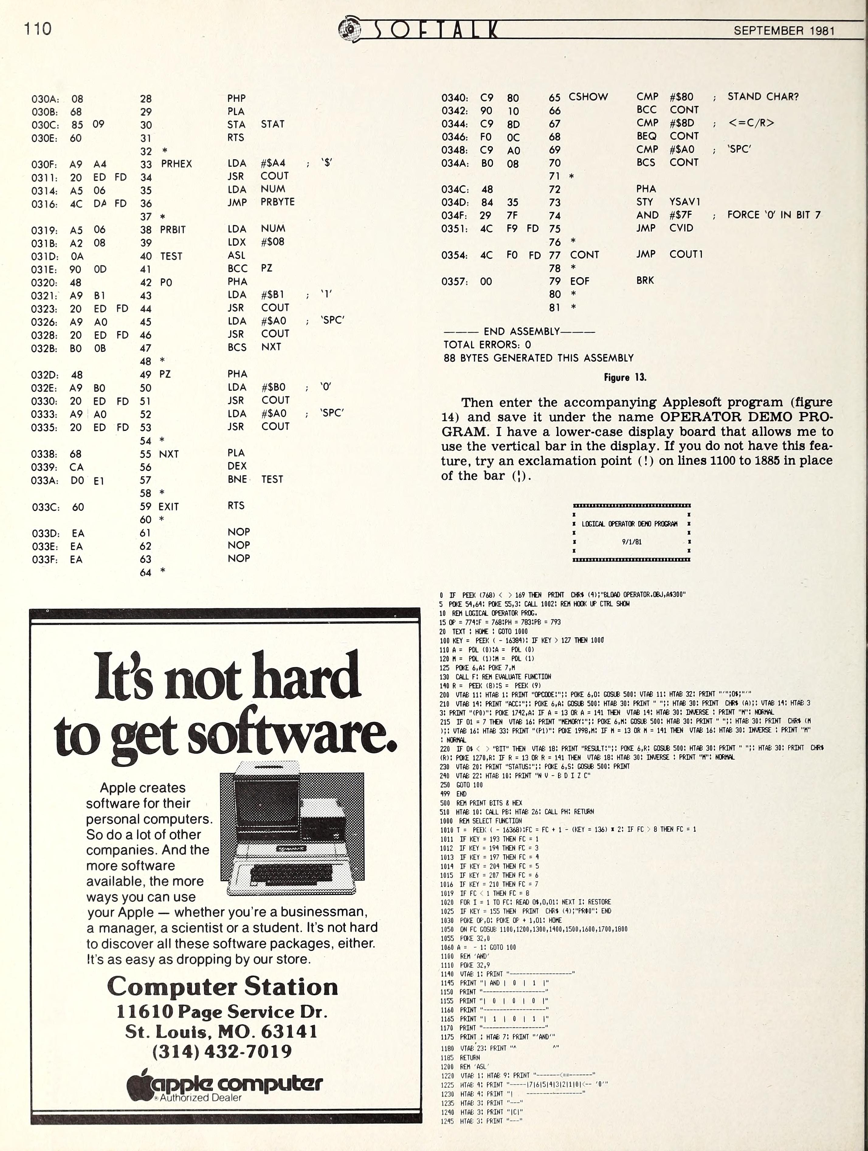 110
SOFTALK
SEPTEMBER 1981
030A: 08 28 PHP
030B: 68 29 PLA
030C: 85 09 30 STA STAT
030E: 60 31 RTS
32 *
030F: A9 A4 33 PRHEX LDA #$A4 ; '$'
0311: 20 ED FD 34 JSR COUT
0314: A5 06 35 LDA NUM
0316: 4C DA FD 36 JMP PRBYTE
37 *
0319: A5 06 38 PRBIT LDA NUM
031B: A2 08 39 LDX #$08
031D: 0A 40 TEST ASL
031E: 90 0D 41 BCC PZ
0320: 48 42 P0 PHA
0321: A9 B1 43 LDA #$B1 ; '1'
0323: 20 ED FD 44 JSR COUT
0326: A9 A0 45 LDA #$A0 ; 'SPC'
0328: 20 ED FD 46 JSR COUT
032B: B0 0B 47 BCS NXT
48 *
032D: 48 49 PZ PHA
032E: A9 B0 50 LDA #$B0 ; '0'
0330: 20 ED FD 51 JSR COUT
0333: A9 A0 52 LDA #$A0 ; 'SPC'
0335: 20 ED FD 53 JSR COUT
54 *
0338: 68 55 NXT PLA
0339: CA 56 DEX
033A: D0 E1 57 BNE TEST
58 *
033C: 60 59 EXIT RTS
60 *
033D: EA 61 NOP
033E: EA 62 NOP
033F: EA 63 NOP
64 *
It's not hard
to get software.
Apple creates
software for their
personal computers.
So do a lot of other
companies. And the
more software
available, the more
ways you can use
your Apple — whether you're a businessman,
a manager, a scientist or a student. It's not hard
to discover all these software packages, either.
It's as easy as dropping by our store.
Computer Station
11610 Page Service Dr.
St. Louis, MO. 63141
(314) 432-7019
apple computer
Authorized Dealer
0340: C9 80 65 CSHOW CMP #$80 ; STAND CHAR?
0342: 90 10 66 BCC CONT
0344: C9 8D 67 CMP #$8D ; <=C/R>
0346: F0 0C 68 BEQ CONT
0348: C9 A0 69 CMP #$A0 ; 'SPC'
034A: B0 08 70 BCS CONT
71 *
034C: 48 72 PHA
034D: 84 35 73 STY YSAV1
034F: 29 7F 74 AND #$7F ; FORCE '0' IN BIT 7
0351: 4C F9 FD 75 JMP CVID
76 *
0354: 4C F0 FD 77 CONT JMP COUT1
78 *
0357: 00 79 EOF BRK
80 *
81 *
——— END ASSEMBLY———
TOTAL ERRORS: 0
88 BYTES GENERATED THIS ASSEMBLY
Figure 13.
Then enter the accompanying Applesoft program (figure
14) and save it under the name OPERATOR DEMO PRO-
GRAM. I have a lower-case display board that allows me to
use the vertical bar in the display. If you do not have this fea-
ture, try an exclamation point (!) on lines 1100 to 1885 in place
of the bar (¦).
* LOGICAL OPERATOR DEMO PROGRAM *
* 9/1/81 *
0 IF PEEK (768) < > 169 THEN PRINT CHR$ (4);"BLOAD OPERATOR.OBJ,A$300"
5 POKE 54,64: POKE 55,3: CALL 1002: REM HOOK UP CTRL SHOW
10 REM LOGICAL OPERATOR PROG.
15 OP = 774:F = 768:PH = 783:PB = 793
20 TEXT : HOME : GOTO 1000
100 KEY = PEEK ( - 16384): IF KEY > 127 THEN 1000
110 A = PDL (0):A = PDL (0)
120 M = PDL (1):M = PDL (1)
125 POKE 6,A: POKE 7,M
130 CALL F: REM EVALUATE FUNCTION
140 R = PEEK (8):S = PEEK (9)
200 VTAB 11: HTAB 11: PRINT "OPCODE:";: POKE 6,O: GOSUB 500: VTAB 11: HTAB 32: PRINT "'";O$;"'"
210 VTAB 14: PRINT "ACC:";: POKE 6,A: GOSUB 500: HTAB 30: PRINT " ";: HTAB 30: PRINT CHR$ (A);: VTAB 14: HTAB 3
3: PRINT "(P0)": POKE 1742,A: IF A = 13 OR A = 141 THEN VTAB 14: HTAB 30: INVERSE : PRINT "M": NORMAL
215 IF O1 = 7 THEN VTAB 16: PRINT "MEMORY:";: POKE 6,M: GOSUB 500: HTAB 30: PRINT " ";: HTAB 30: PRINT CHR$ (M
);: VTAB 16: HTAB 33: PRINT "(P1)": POKE 1998,M: IF M = 13 OR M = 141 THEN VTAB 16: HTAB 30: INVERSE : PRINT "M"
: NORMAL
220 IF O$ < > "BIT" THEN VTAB 18: PRINT "RESULT:";: POKE 6,R: GOSUB 500: HTAB 30: PRINT " ";: HTAB 30: PRINT CHR$
(R): POKE 1270,R: IF R = 13 OR R = 141 THEN VTAB 18: HTAB 30: INVERSE : PRINT "M": NORMAL
230 VTAB 20: PRINT "STATUS:";: POKE 6,S: GOSUB 500: PRINT
240 VTAB 22: HTAB 10: PRINT "N V - B D I Z C"
250 GOTO 100
499 END
500 REM PRINT BITS & HEX
510 HTAB 10: CALL PB: HTAB 26: CALL PH: RETURN
1000 REM SELECT FUNCTION
1010 T = PEEK ( - 16368):FC = FC + 1 - (KEY = 136) * 2: IF FC > 8 THEN FC = 1
1011 IF KEY = 193 THEN FC = 1
1012 IF KEY = 194 THEN FC = 3
1013 IF KEY = 197 THEN FC = 4
1014 IF KEY = 204 THEN FC = 5
1015 IF KEY = 207 THEN FC = 6
1016 IF KEY = 210 THEN FC = 7
1019 IF FC < 1 THEN FC = 8
1020 FOR I = 1 TO FC: READ O$,O,O1: NEXT I: RESTORE
1025 IF KEY = 155 THEN PRINT CHR$ (4);"PR#0": END
1030 POKE OP,O: POKE OP + 1,O1: HOME
1050 ON FC GOSUB 1100,1200,1300,1400,1500,1600,1700,1800
1055 POKE 32,0
1060 A = - 1: GOTO 100
1100 REM 'AND'
1110 POKE 32,9
1140 VTAB 1: PRINT "-------------------"
1145 PRINT "| AND | 0 | 1 |"
1150 PRINT "-------------------"
1155 PRINT "| 0 | 0 | 0 |"
1160 PRINT "-------------------"
1165 PRINT "| 1 | 0 | 1 |"
1170 PRINT "-------------------"
1175 PRINT : HTAB 7: PRINT "'AND'"
1180 VTAB 23: PRINT "^ ^"
1185 RETURN
1200 REM 'ASL'
1220 VTAB 1: HTAB 9: PRINT "-------<==-------"
1225 HTAB 4: PRINT "-----|7|6|5|4|3|2|1|0|<-- '0'"
1230 HTAB 4: PRINT "| -----------------"
1235 HTAB 3: PRINT "---"
1240 HTAB 3: PRINT "|C|"
1245 HTAB 3: PRINT "---"